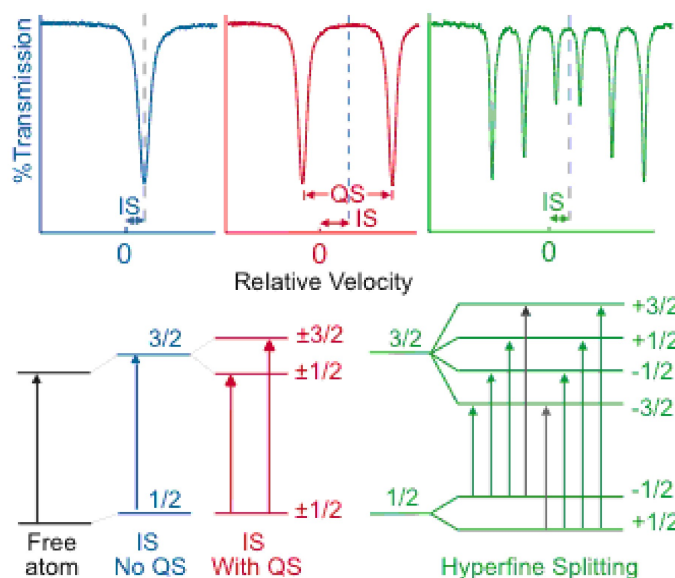 %Transmission
IS
0
QS
IS
0
IS
0
Relative Velocity
3/2
±3/2
±1/2
1/2
±1/2
3/2
+3/2
+1/2
-1/2
-3/2
1/2
-1/2
+1/2
Free
atom
IS
No QS
IS
With QS
Hyperfine Splitting